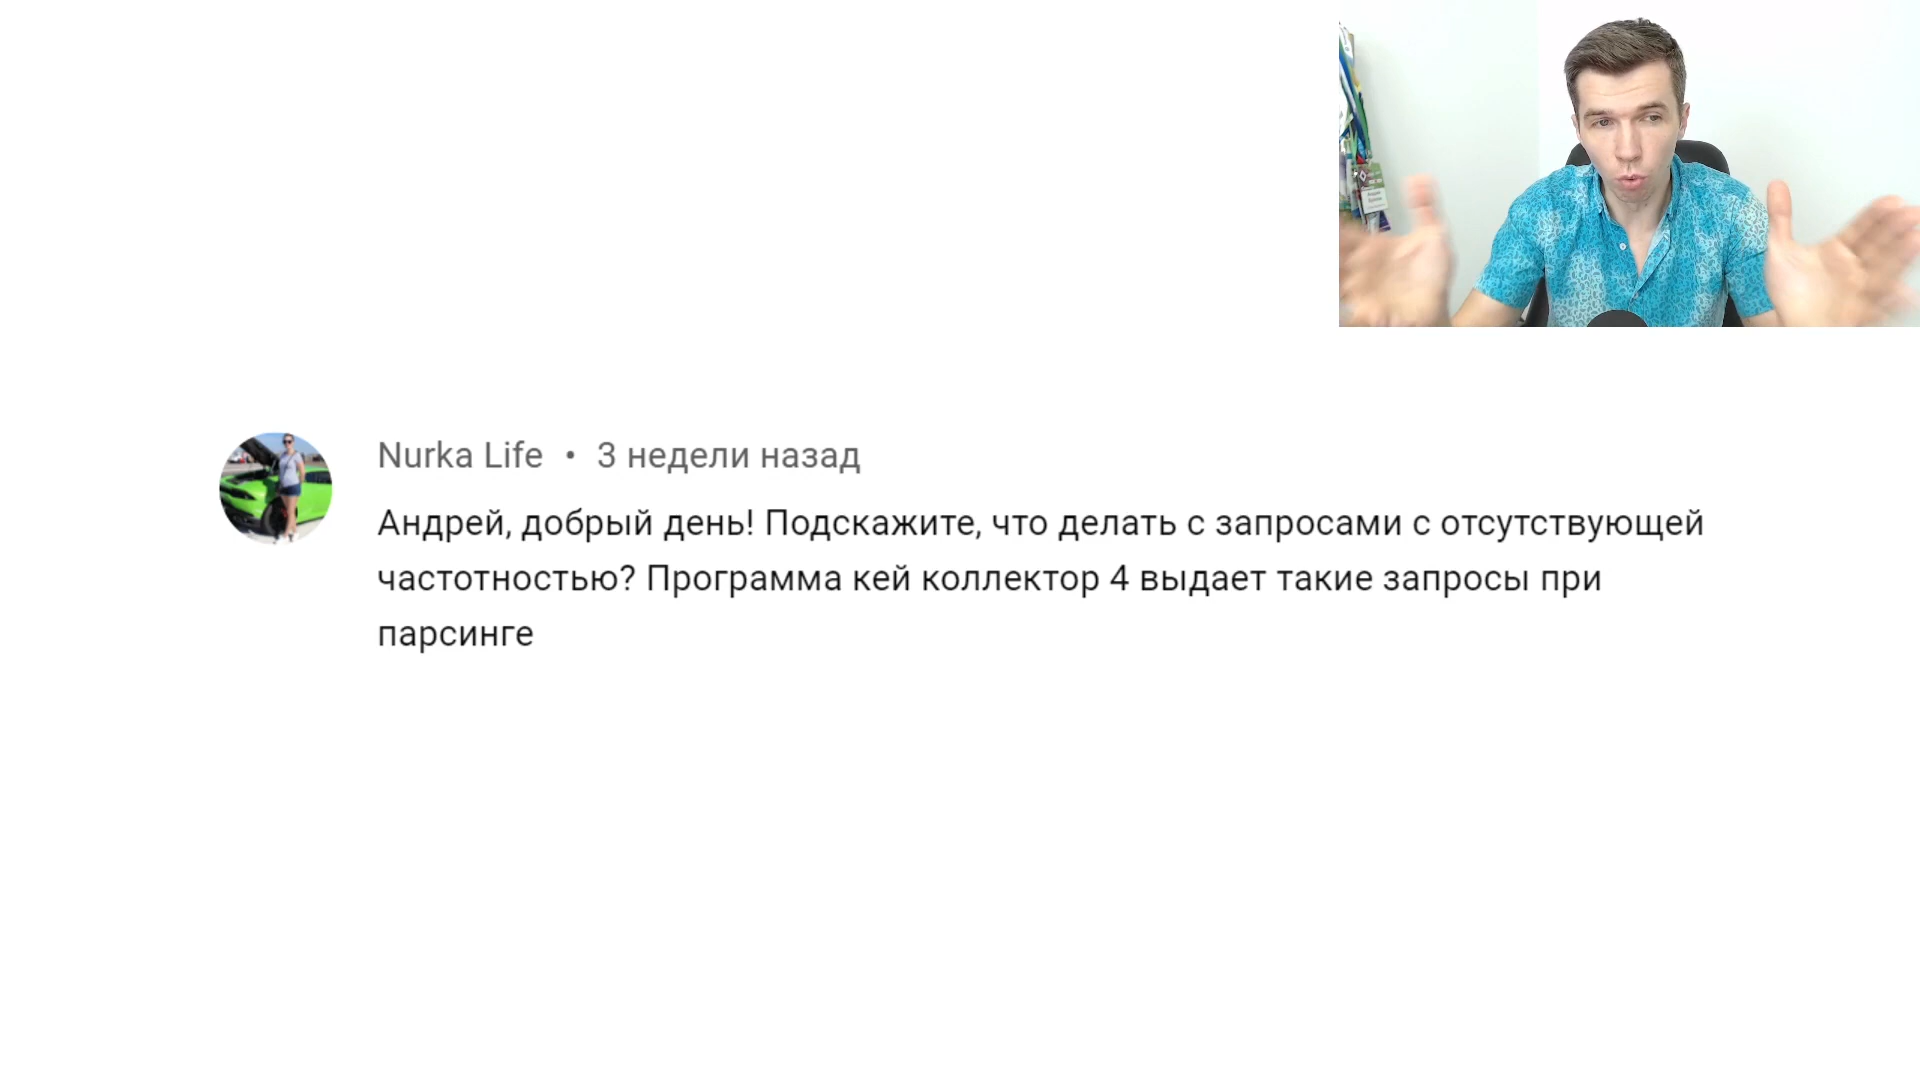 Nurka Life • 3 недели назад
Андрей, добрый день! Подскажите, что делать с запросами с отсутствующей
частотностью? Программа кей коллектор 4 выдает такие запросы при
парсинге